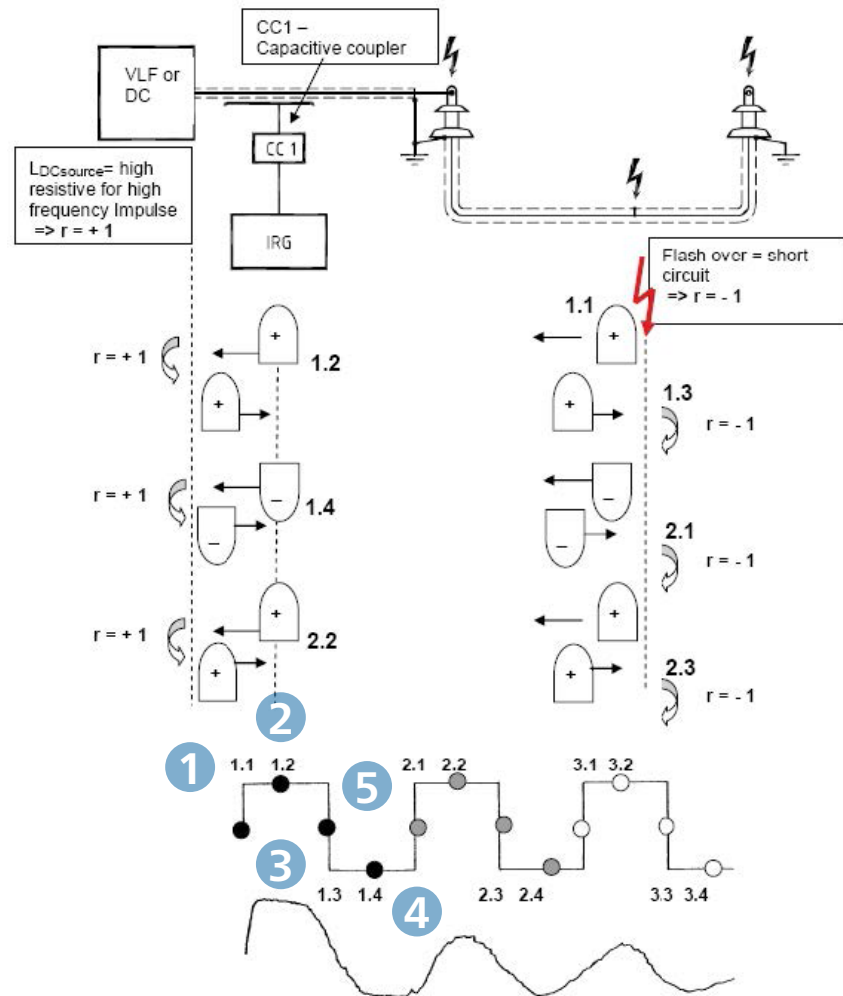 CC1 –
Capacitive coupler
VLF or
DC
CC 1
IRG
LDCsource= high
resistive for high
frequency Impulse
=> r = + 1
Flash over = short
circuit
=> r = - 1
1.1
+
+
r = + 1
1.2
+
+
1.3
r = - 1
r = + 1
–
1.4
–
–
–
2.1
r = - 1
r = + 1
+
2.2
+
+
+
2.3
r = - 1
2
1
1.1 1.2
5
2.1 2.2
3.1 3.2
3
1.3 1.4
4
2.3 2.4
3.3 3.4